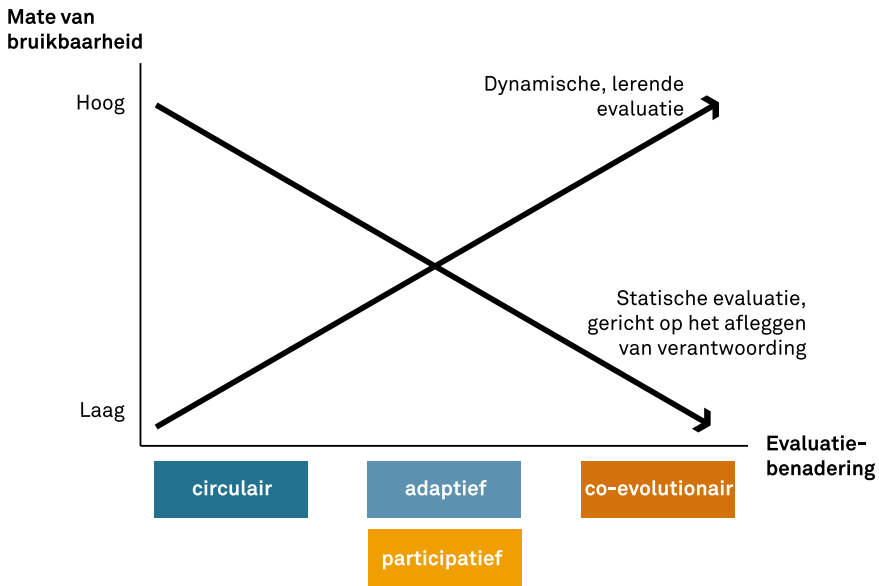 Mate van
bruikbaarheid
Hoog
Dynamische, lerende
evaluatie
Statische evaluatie,
gericht op het afleggen
van verantwoording
Laag
Evaluatie-
benadering
circulair
adaptief
co-evolutionair
participatief